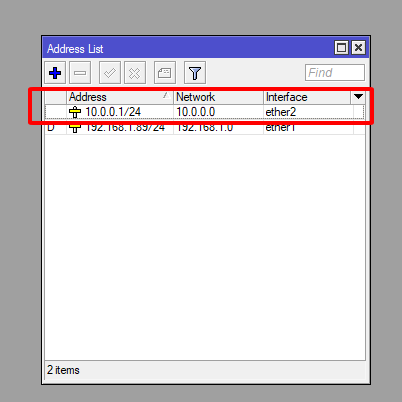 Address List
Find
Address Network Interface
10.0.0.1/24 10.0.0.0 ether2
D 192.168.1.89/24 192.168.1.0 ether1
2 items